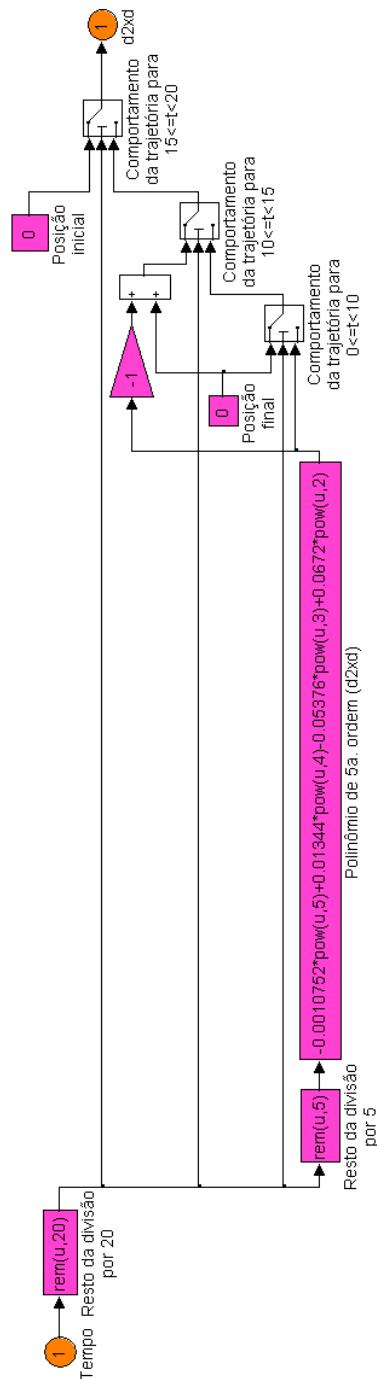 1
Tempo
rem(u,20)
Resto da divisão
por 20
rem(u,5)
Resto da divisão
por 5
-0.0010752*pow(u,5)+0.01344*pow(u,4)-0.05376*pow(u,3)+0.0672*pow(u,2)
Polinômio de 5a. ordem (d2xd)
0
Posição
final
-1
+
+
Comportamento
da trajetória para
0<=t<10
Comportamento
da trajetória para
10<=t<15
0
Posição
inicial
Comportamento
da trajetória para
15<=t<20
1
d2xd